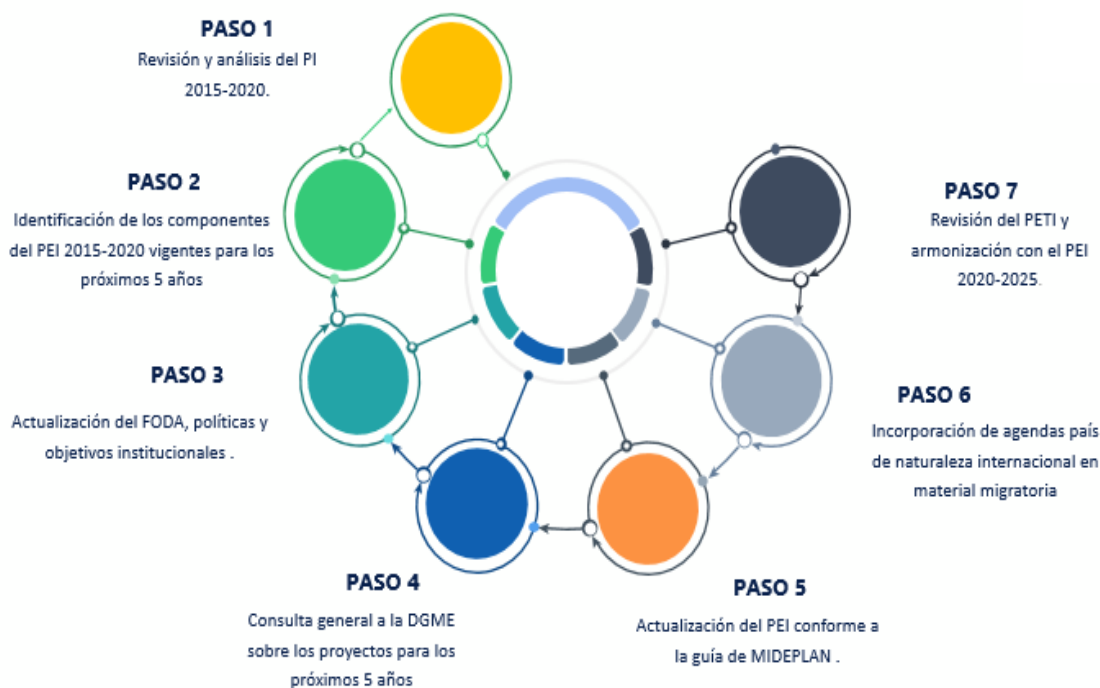 PASO 1
Revisión y análisis del PI
2015-2020.
PASO 2
Identificación de los componentes
del PEI 2015-2020 vigentes para los
próximos 5 años
PASO 3
Actualización del FODA, políticas y
objetivos institucionales .
PASO 4
Consulta general a la DGME
sobre los proyectos para los
próximos 5 años
PASO 5
Actualización del PEI conforme a
la guía de MIDEPLAN .
PASO 6
Incorporación de agendas país
de naturaleza internacional en
material migratoria
PASO 7
Revisión del PETI y
armonización con el PEI
2020-2025.